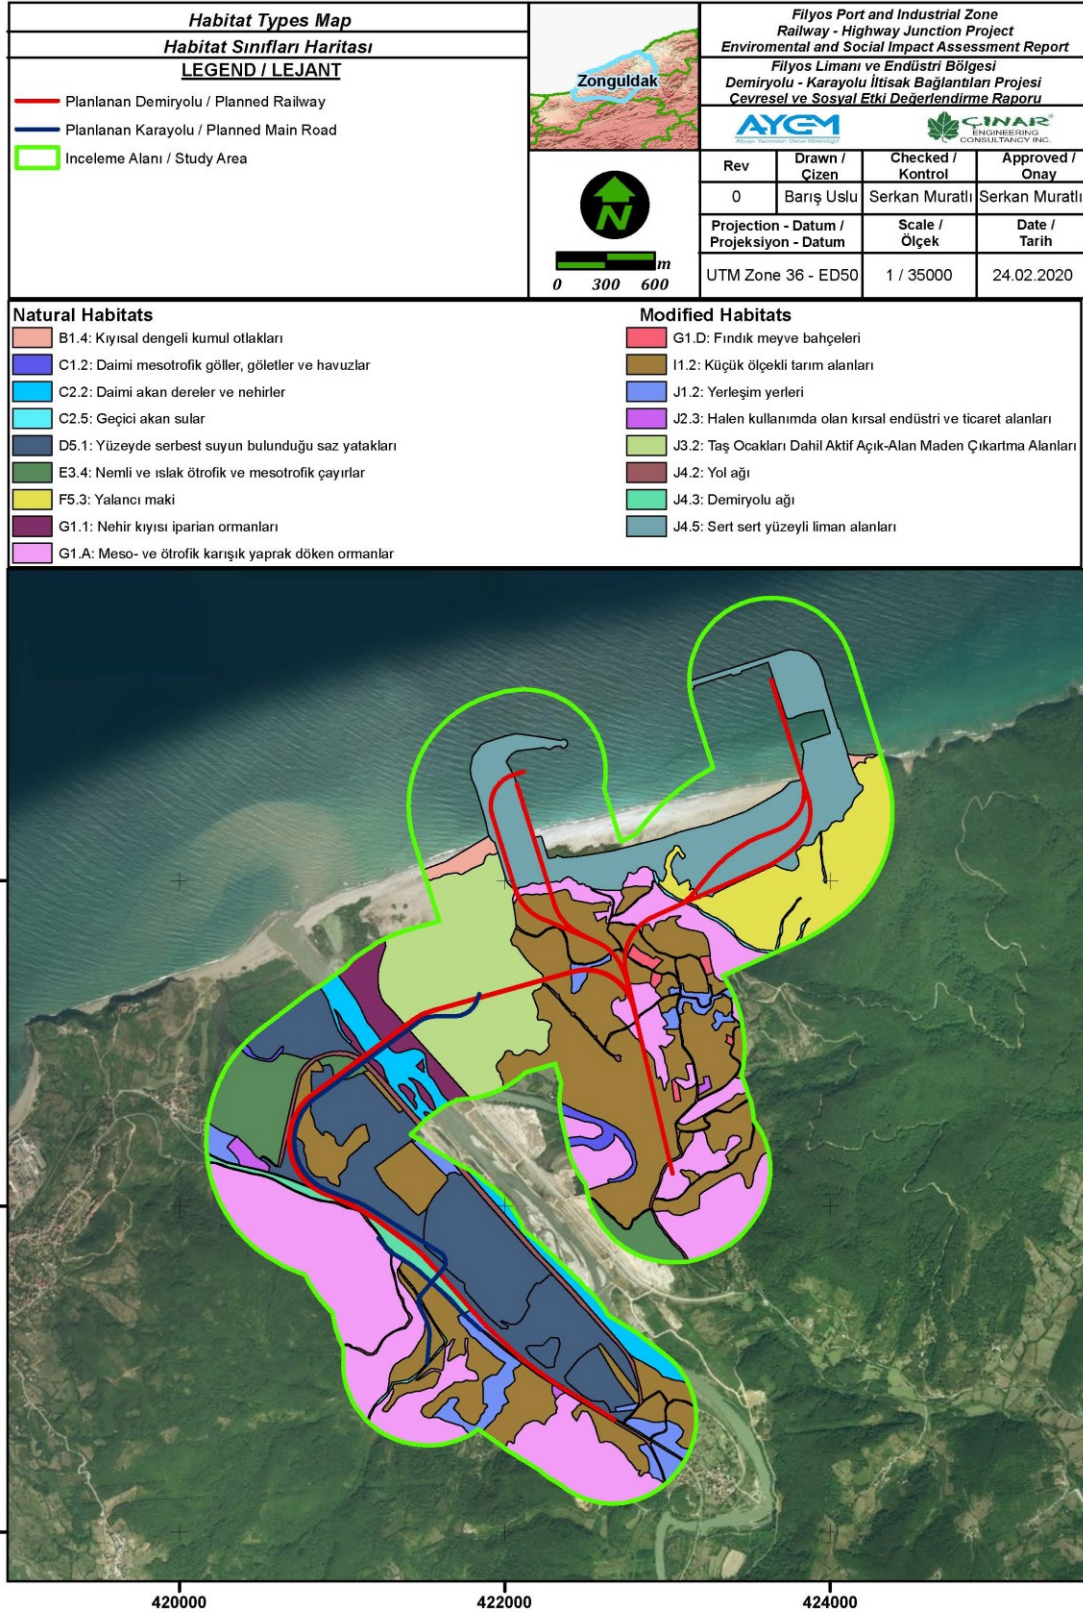 Habitat Types Map
Habitat Sınıfları Haritası
LEGEND / LEJANT
Planlanan Demiryolu / Planned Railway
Planlanan Karayolu / Planned Main Road
Inceleme Alanı / Study Area
Zonguldak
N
m
0 300 600
Filyos Port and Industrial Zone
Railway - Highway Junction Project
Enviromental and Social Impact Assessment Report
Filyos Limanı ve Endüstri Bölgesi
Demiryolu - Karayolu İltisak Bağlantıları Projesi
Çevresel ve Sosyal Etki Değerlendirme Raporu
AYGM
ÇINAR
ENGINEERING
CONSULTANCY INC.
Rev
Drawn /
Çizen
Checked /
Kontrol
Approved /
Onay
0
Barış Uslu
Serkan Muratlı
Serkan Muratlı
Projection - Datum /
Projeksiyon - Datum
Scale /
Ölçek
Date /
Tarih
UTM Zone 36 - ED50
1 / 35000
24.02.2020
Natural Habitats
B1.4: Kıyısal dengeli kumul otlakları
C1.2: Daimi mesotrofik göller, göletler ve havuzlar
C2.2: Daimi akan dereler ve nehirler
C2.5: Geçici akan sular
D5.1: Yüzeyde serbest suyun bulunduğu saz yatakları
E3.4: Nemli ve ıslak ötrofik ve mesotrofik çayırlar
F5.3: Yalancı maki
G1.1: Nehir kıyısı iparian ormanları
G1.A: Meso- ve ötrofik karışık yaprak döken ormanlar
Modified Habitats
G1.D: Fındık meyve bahçeleri
I1.2: Küçük ölçekli tarım alanları
J1.2: Yerleşim yerleri
J2.3: Halen kullanımda olan kırsal endüstri ve ticaret alanları
J3.2: Taş Ocakları Dahil Aktif Açık-Alan Maden Çıkartma Alanları
J4.2: Yol ağı
J4.3: Demiryolu ağı
J4.5: Sert sert yüzeyli liman alanları
420000
422000
424000